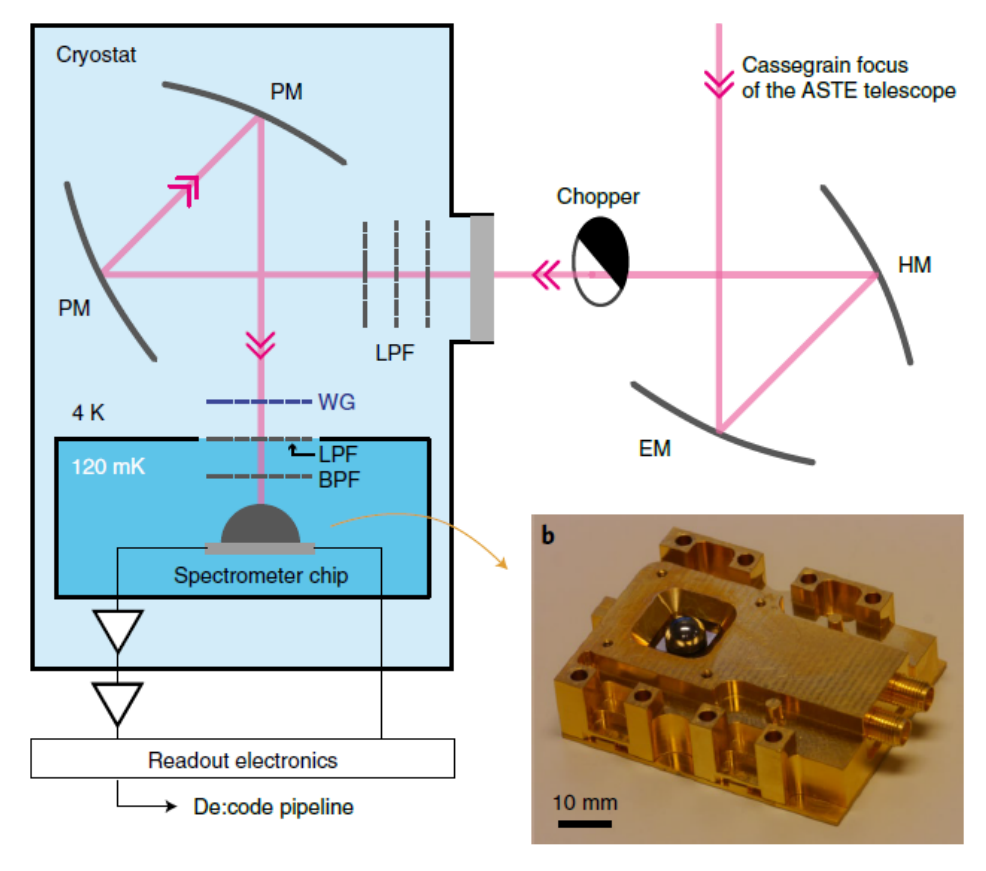 Cryostat
PM
Cassegrain focus
of the ASTE telescope
Chopper
HM
PM
LPF
EM
4 K
WG
LPF
BPF
120 mK
Spectrometer chip
b
10 mm
Readout electronics
De:code pipeline